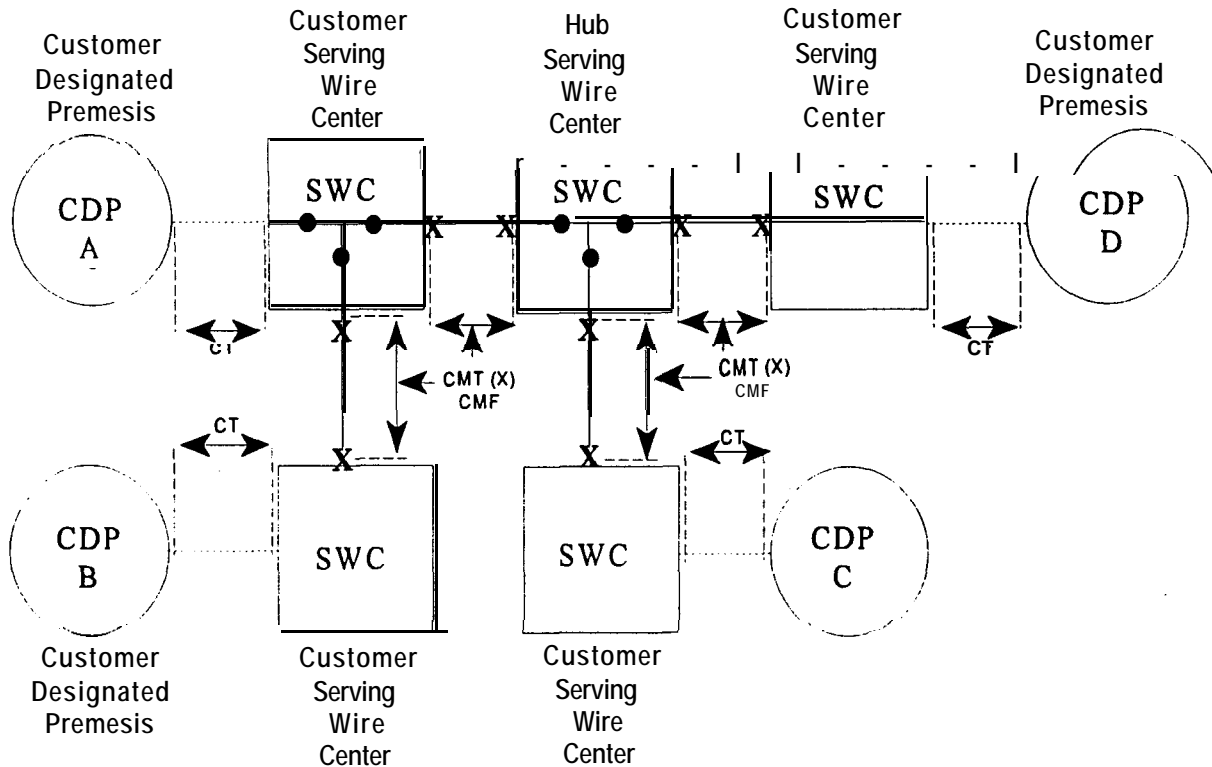 Customer
Designated
Premesis
Customer
Serving
Wire
Center
Hub
Serving
Wire
Center
Customer
Serving
Wire
Center
Customer
Designated
Premesis
CDP
A
SWC
SWC
SWC
CDP
D
X
X
X
X
CT
X
CMT (X)
CMF
X
CMT (X)
CMF
CT
CT
X
X
CT
CDP
B
SWC
SWC
CDP
C
Customer
Designated
Premesis
Customer
Serving
Wire
Center
Customer
Serving
Wire
Center